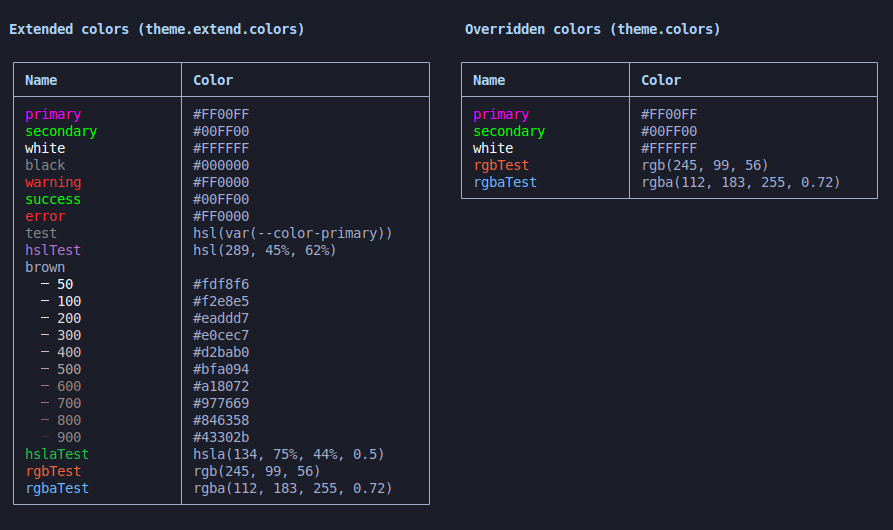 Extended colors (theme.extend.colors)
Name Color
primary #FF00FF
secondary #00FF00
white #FFFFFF
black #000000
warning #FF0000
success #00FF00
error #FF0000
test hsl(var(--color-primary))
hslTest hsl(289, 45%, 62%)
brown
─ 50 #fdf8f6
─ 100 #f2e8e5
─ 200 #eaddd7
─ 300 #e0cec7
─ 400 #d2bab0
─ 500 #bfa094
─ 600 #a18072
─ 700 #977669
─ 800 #846358
─ 900 #43302b
hslaTest hsla(134, 75%, 44%, 0.5)
rgbTest rgb(245, 99, 56)
rgbaTest rgba(112, 183, 255, 0.72)
Overridden colors (theme.colors)
Name Color
primary #FF00FF
secondary #00FF00
white #FFFFFF
rgbTest rgb(245, 99, 56)
rgbaTest rgba(112, 183, 255, 0.72)